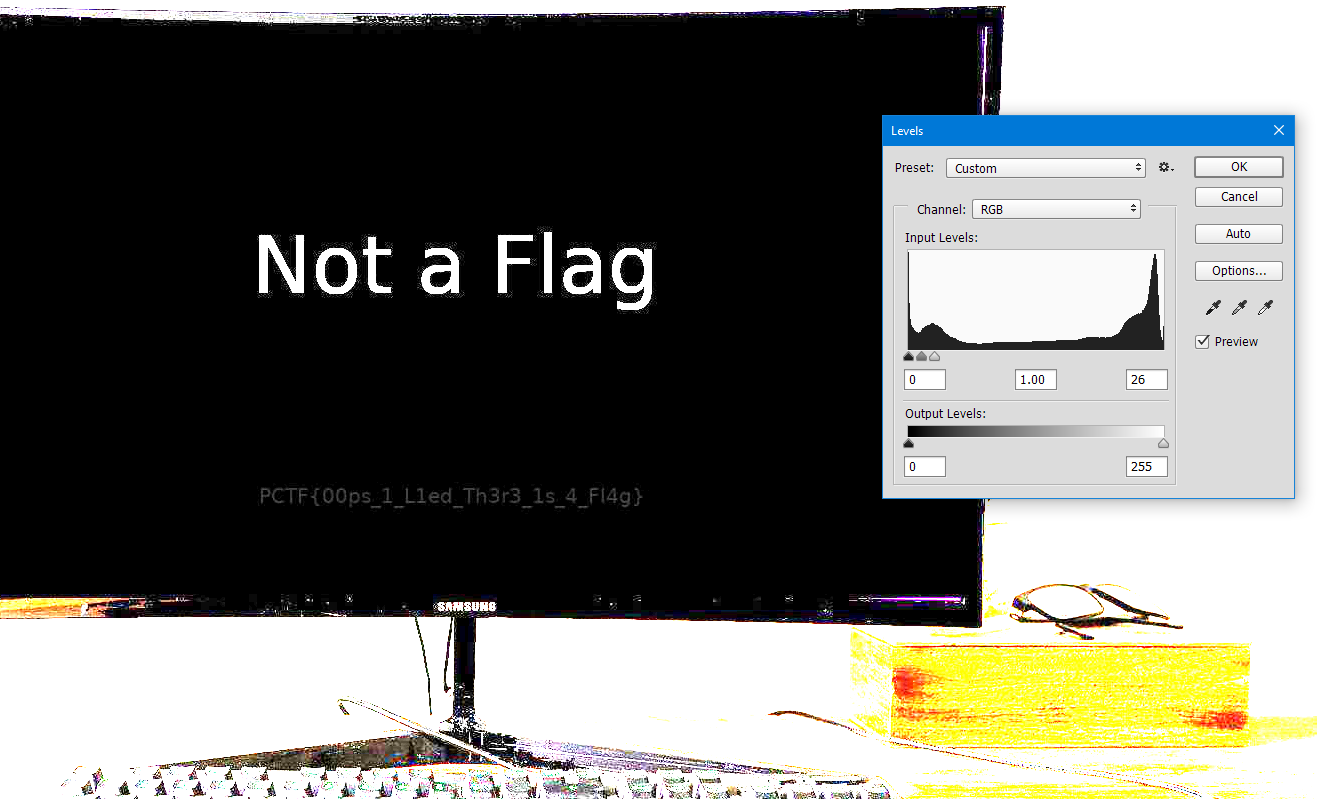 Levels
Preset:
Custom
OK
Cancel
Channel:
RGB
Auto
Input Levels:
Options...
Preview
0
1.00
26
Output Levels:
0
255
Not a Flag
PCTF{00ps_1_L1ed_Th3r3_1s_4_Fl4g}
SAMSUNG